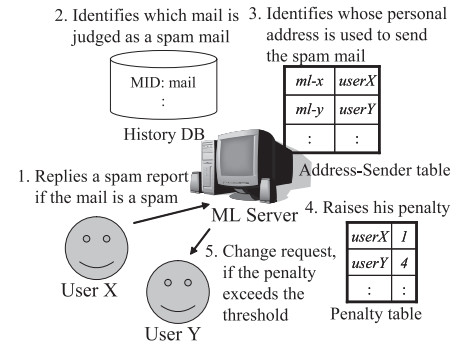 2. Identifies which mail is
judged as a spam mail
3. Identifies whose personal
address is used to send
the spam mail
MID: mail
:
History DB
ml-x userX
ml-y userY
: :
Address-Sender table
1. Replies a spam report
if the mail is a spam
ML Server
4. Raises his penalty
userX 1
userY 4
: :
Penalty table
5. Change request,
if the penalty
exceeds the
threshold
User X
User Y